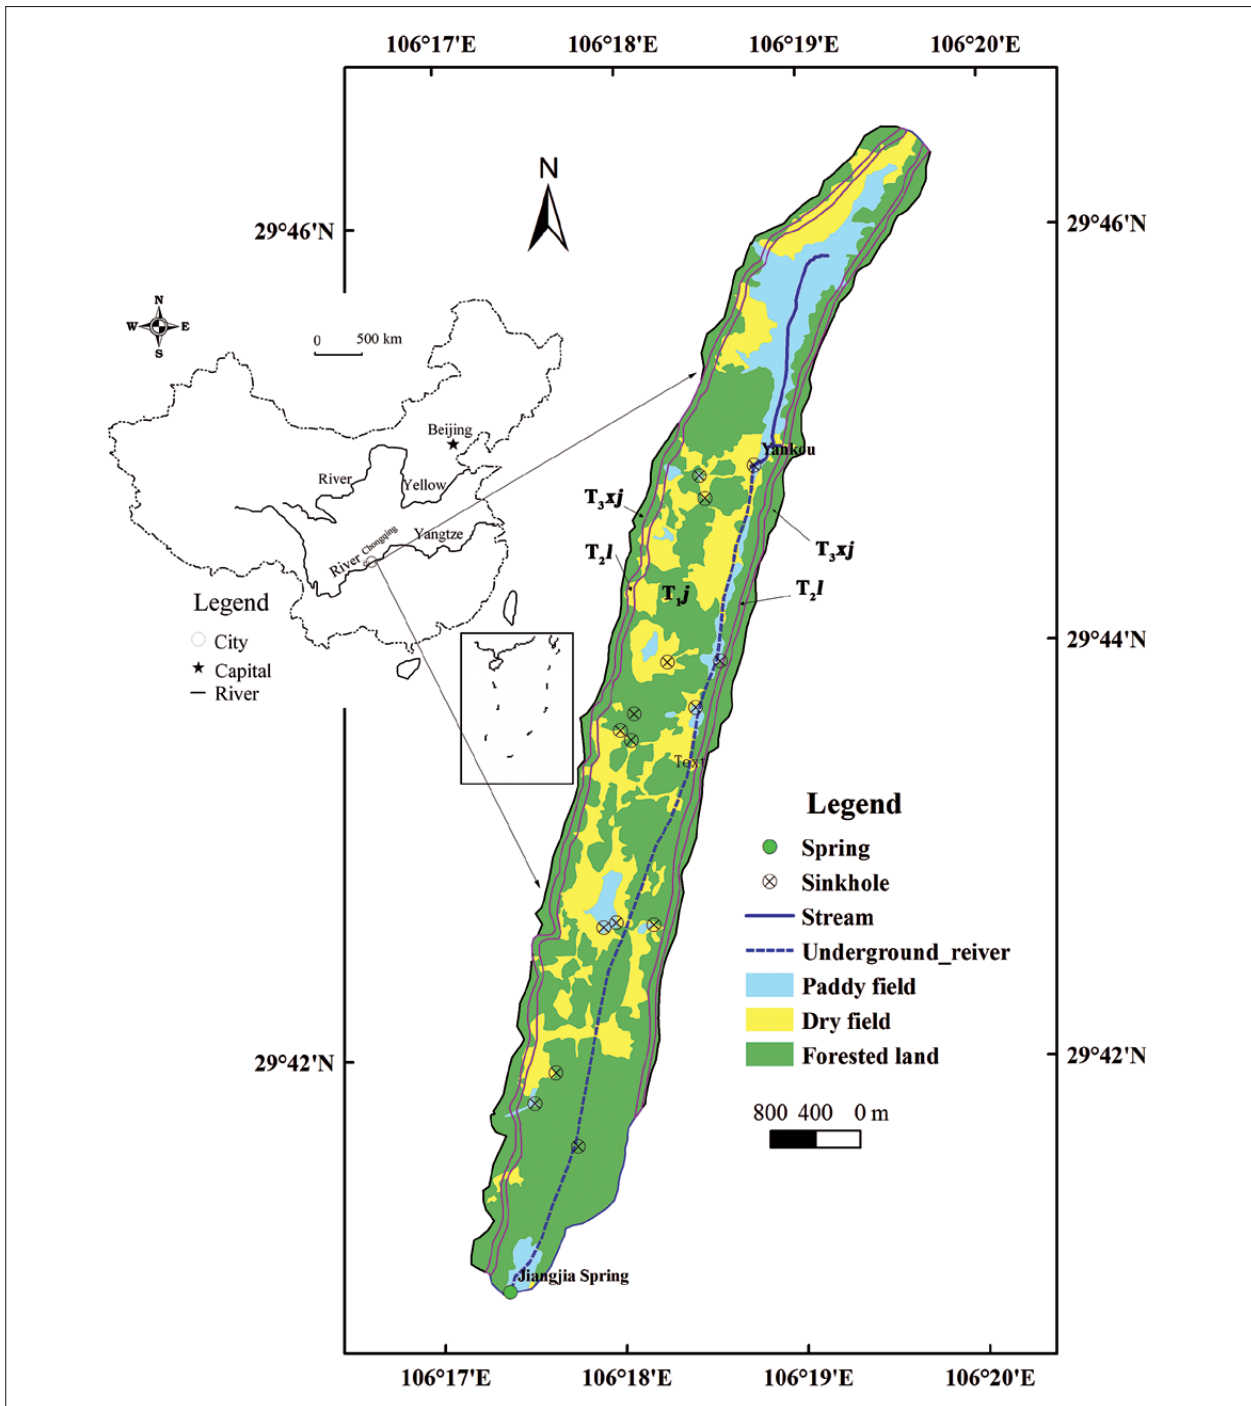 106°17'E 106°18'E 106°19'E 106°20'E
N
29°46'N 29°46'N
N
W E
S
0 500 km
Beijing
Yankou
River Yellow
T₃xj
Chongqing
Yangtze
River
T₂l
T₃xj
T₁j
T₂l
Legend
City
Capital
River
29°44'N
Text
Legend
Spring
Sinkhole
Stream
Underground_reiver
Paddy field
Dry field
Forested land
29°42'N 29°42'N
800 400 0 m
Jiangjia Spring
106°17'E 106°18'E 106°19'E 106°20'E